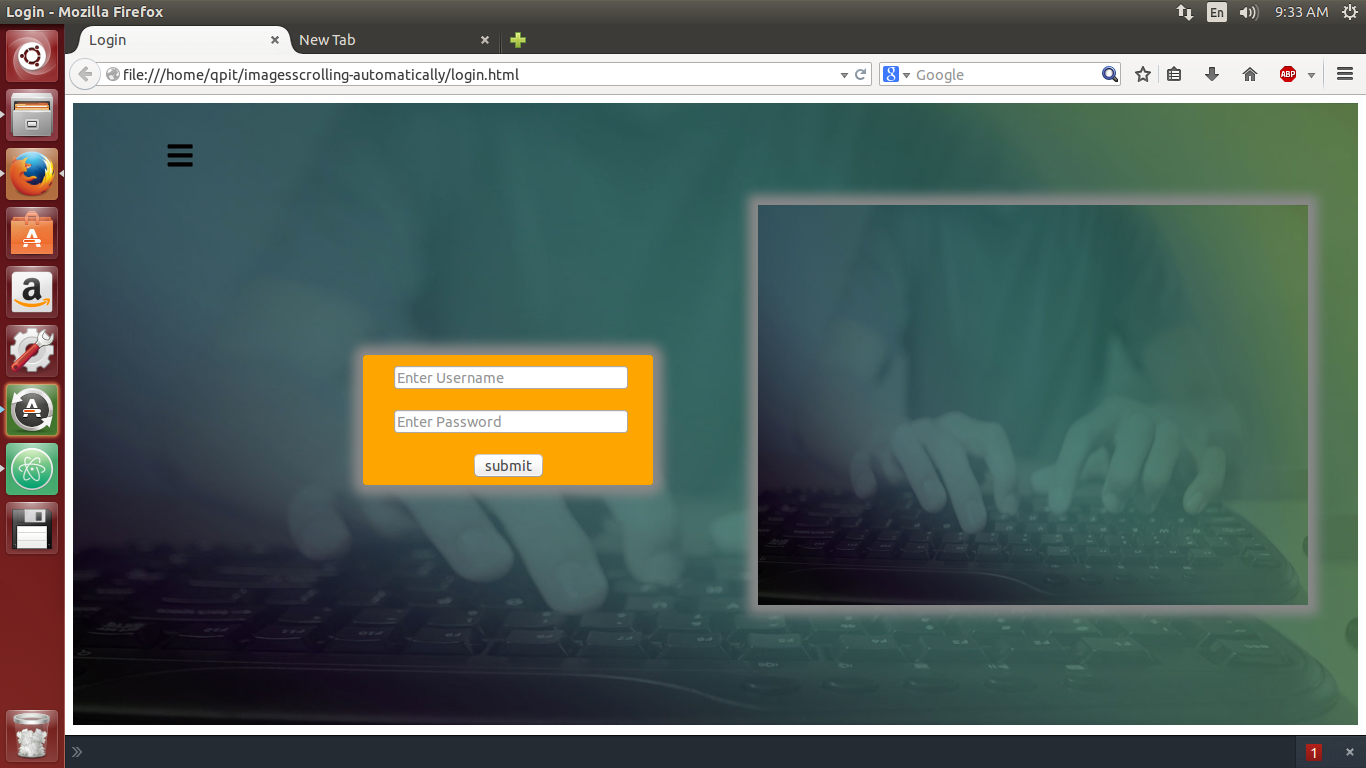 Login - Mozilla Firefox
En
9:33 AM
Login
New Tab
file:///home/qpit/imagesscrolling-automatically/login.html
8
Google
ABP
a
A
A
Enter Username
Enter Password
submit
1